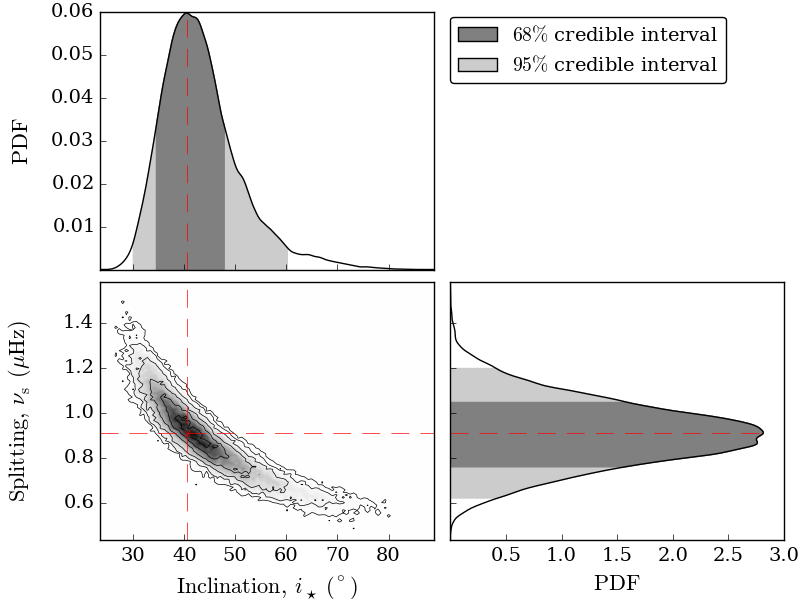 0.06
0.05
0.04
0.03
0.02
0.01
PDF
68% credible interval
95% credible interval
1.4
1.2
1.0
0.8
0.6
Splitting, νs (μHz)
30 40 50 60 70 80
Inclination, i⋆ (°)
0.5 1.0 1.5 2.0 2.5 3.0
PDF